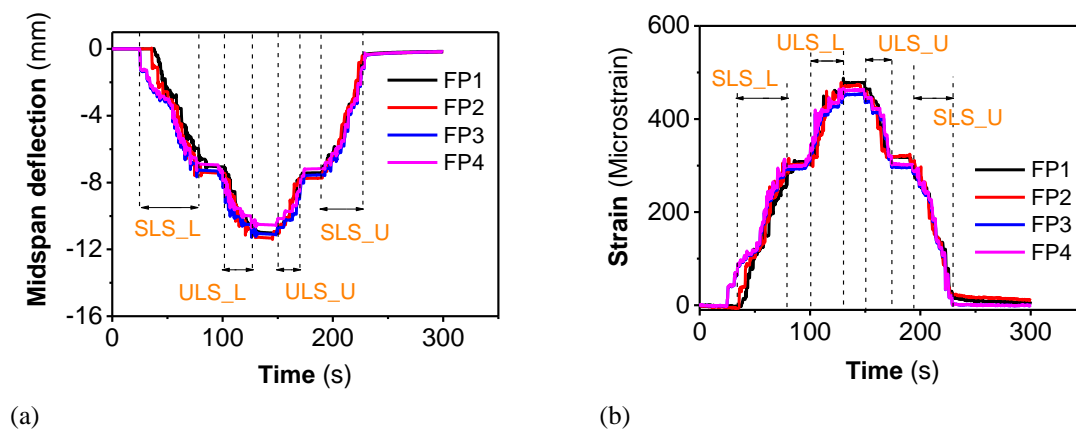 Midspan deflection (mm)
0
-4
-8
-12
-16
0 100 200 300
Time (s)
FP1
FP2
FP3
FP4
SLS_L
SLS_U
ULS_L
ULS_U
(a)
Strain (Microstrain)
600
400
200
0
0 100 200 300
Time (s)
ULS_L
ULS_U
SLS_L
SLS_U
FP1
FP2
FP3
FP4
(b)